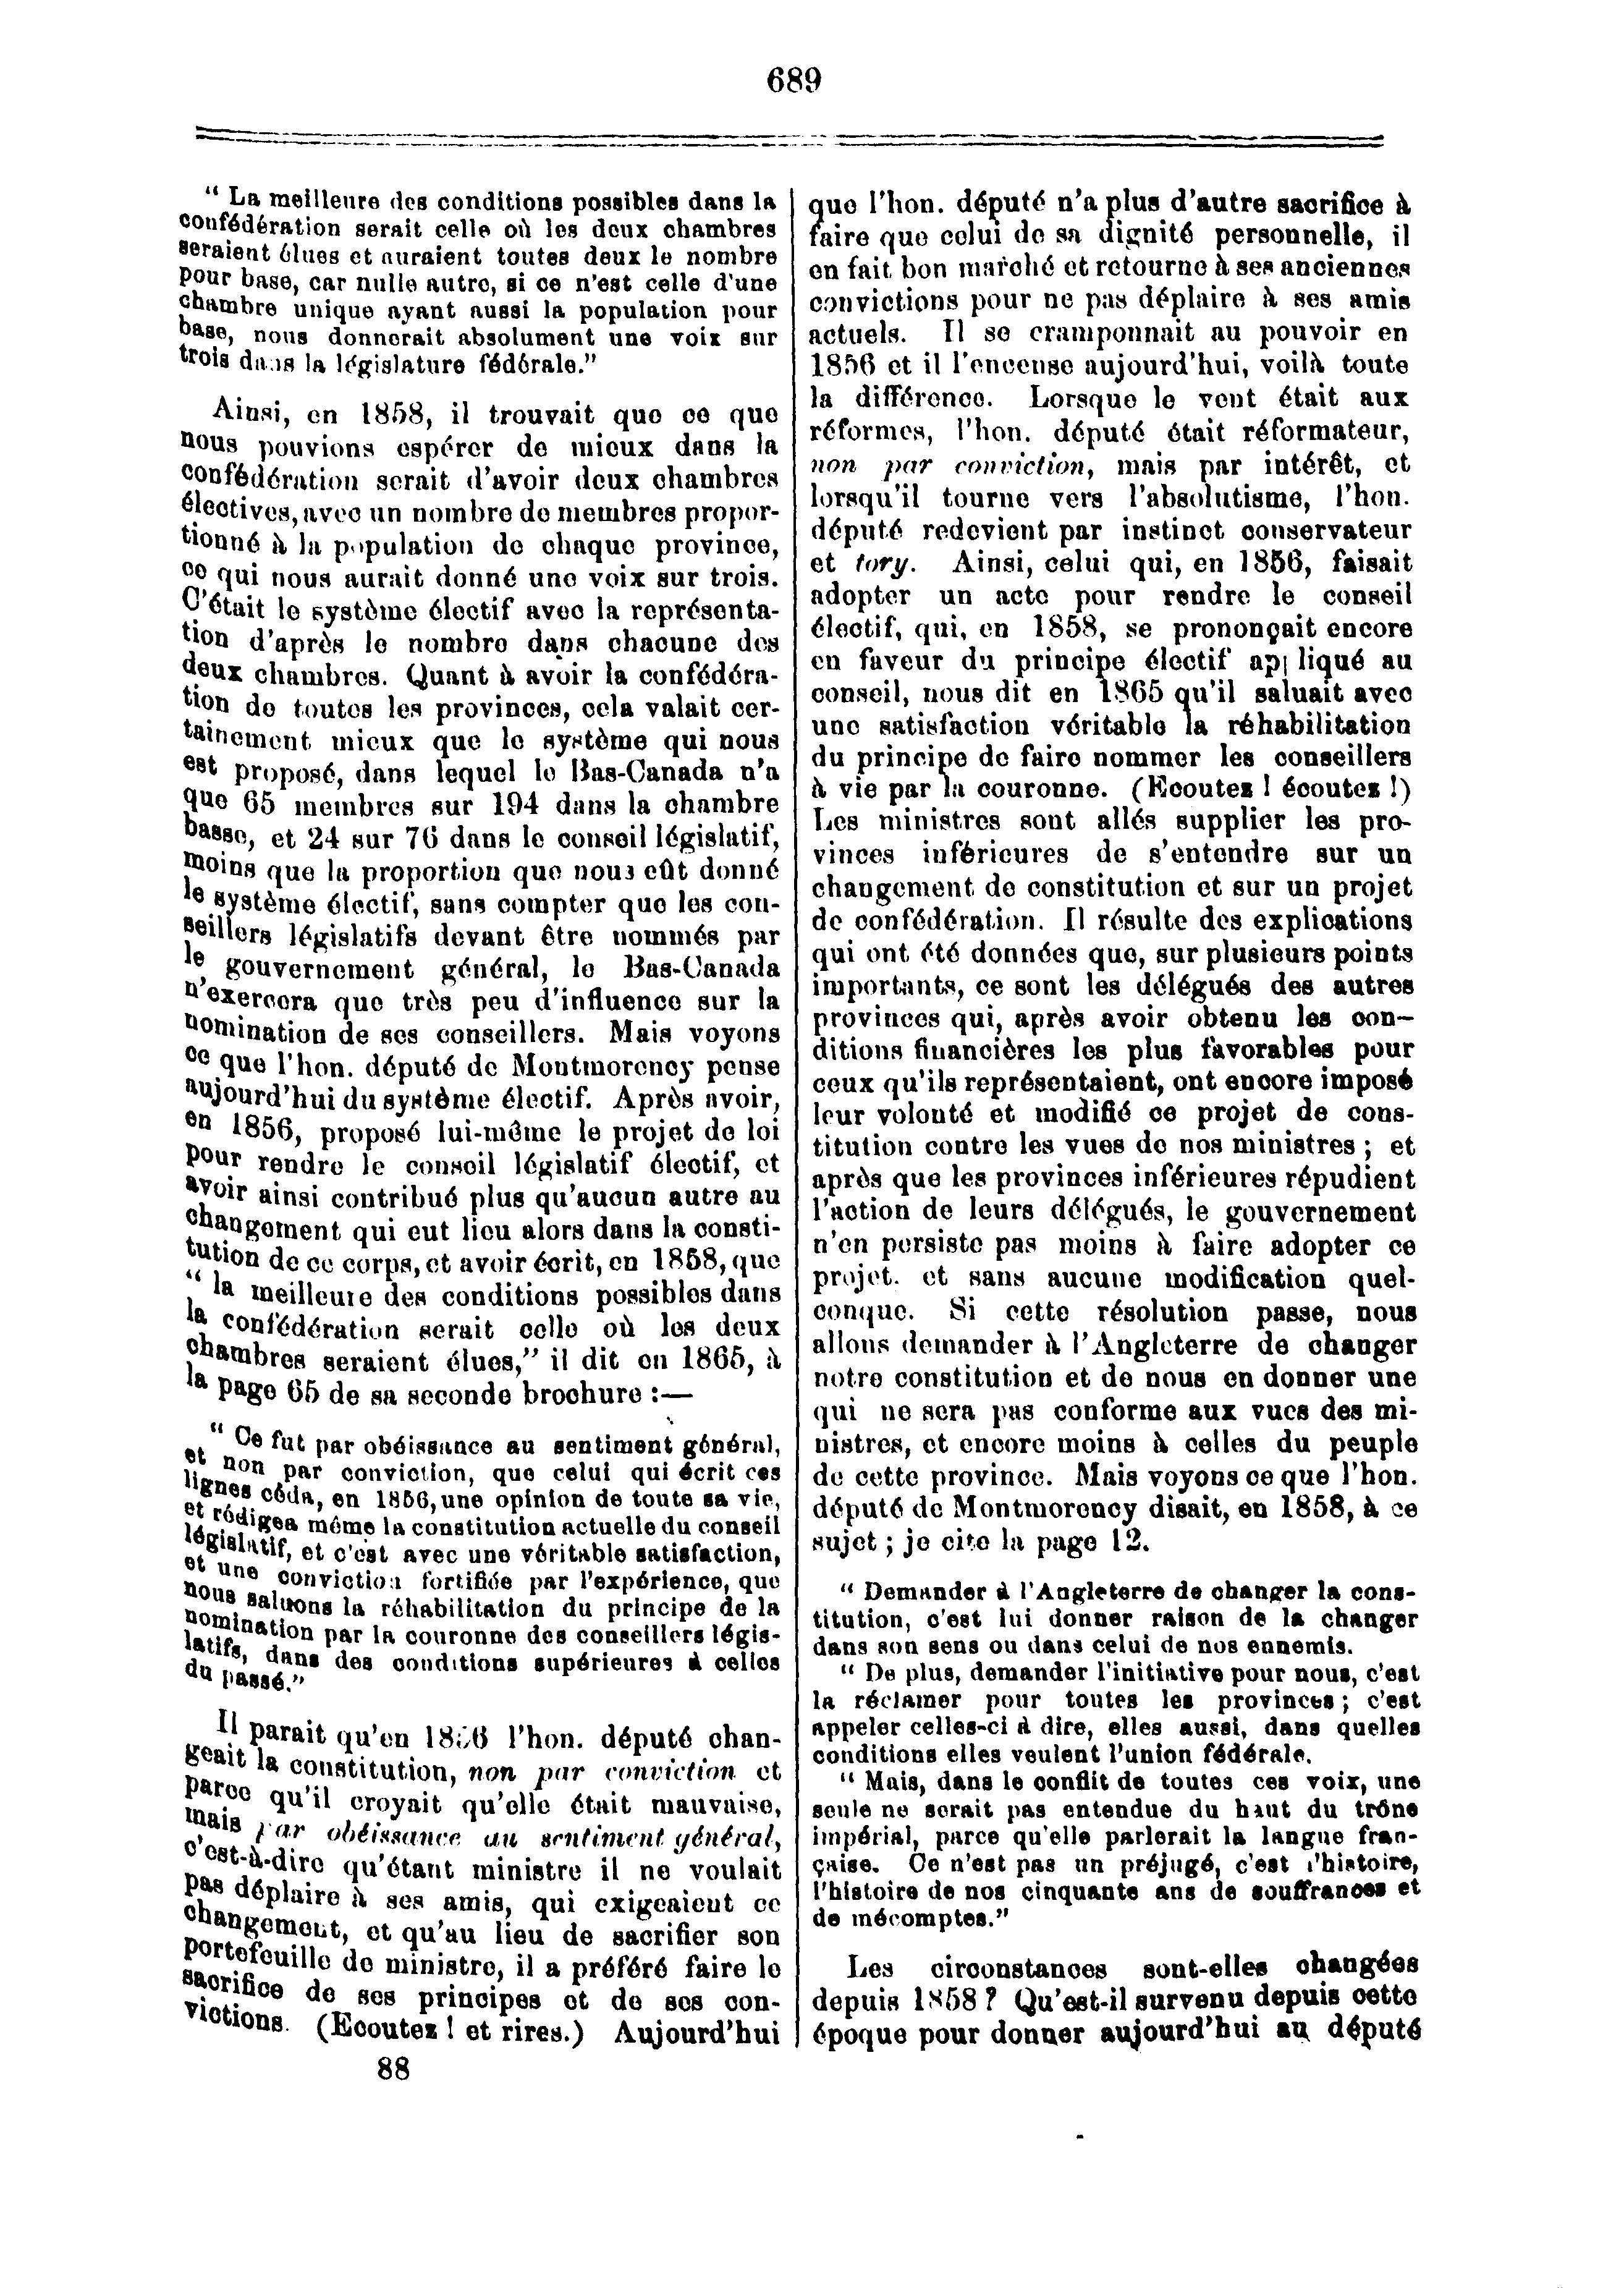 689
“ La meilleure des conditions possibles dans la
confédération serait celle où les deux chambres
seraient élues et auraient toutes deux le nombre
pour base, car nulle autre, si ce n'est celle d'une
chambre unique ayant aussi la population pour
base, nous donnerait absolument une voix sur
trois dans la législature fédérale.”
Ainsi, en 1858, il trouvait que ce que
nous pouvions espérer de mieux dans la
confédération serait d'avoir deux chambres
électives, avec un nombre de membres propor-
tionné à la population de chaque province,
ce qui nous aurait donné une voix sur trois.
C'était le système électif avec la représenta-
tion d'après le nombre dans chacune des
deux chambres. Quant à avoir la confédéra-
tion de toutes les provinces, cela valait cer-
tainement mieux que le système qui nous
est proposé, dans lequel le Bas-Canada n'a
que 65 membres sur 194 dans la chambre
basse, et 24 sur 76 dans le conseil législatif,
moins que la proportion que nous eût donné
le système électif, sans compter que les con-
seillers législatifs devant être nommés par
le gouvernement général, le Bas-Canada
n'exercera que très peu d'influence sur la
nomination de ses conseillers. Mais voyons
ce que l'hon. député de Montmorency pense
aujourd'hui du système électif. Après avoir,
en 1856, proposé lui-même le projet de loi
pour rendre le conseil législatif électif, et
avoir ainsi contribué plus qu'aucun autre au
changement qui eut lieu alors dans la consti-
tution de ce corps, et avoir écrit, en 1858, que
“ la meilleure des conditions possibles dans
la confédération serait celle où les deux
chambres seraient élues,” il dit en 1865, à
la page 65 de sa seconde brochure :—
“ Ce fut par obéissance au sentiment général,
et non par conviction, que celui qui écrit ces
lignes céda, en 1856, une opinion de toute sa vie,
et rédigea même la constitution actuelle du conseil
législatif, et c'est avec une véritable satisfaction,
et une conviction fortifiée par l'expérience, que
nous saluons la réhabilitation du principe de la
nomination par la couronne des conseillers légis-
latifs, dans des conditions supérieures à celles
du passé.”
Il parait qu'en 1856 l'hon. député chan-
geait la constitution, non par conviction et
parce qu'il croyait qu'elle était mauvaise,
mais par obéissance au sentiment général,
c'est-à-dire qu'étant ministre il ne voulait
pas déplaire à ses amis, qui exigeaient ce
changement, et qu'au lieu de sacrifier son
portefeuille de ministre, il a préféré faire le
sacrifice de ses principes et de ses con-
victions. (Ecoutez ! et rires.) Aujourd'hui
88
que l'hon. député n'a plus d'autre sacrifice à
faire que celui de sa dignité personnelle, il
en fait bon marché et retourne à ses anciennes
convictions pour ne pas déplaire à ses amis
actuels. Il se cramponnait au pouvoir en
1856 et il l'encense aujourd'hui, voilà toute
la différence. Lorsque le vent était aux
réformes, l'hon. député était réformateur,
non par conviction, mais par intérêt, et
lorsqu'il tourne vers l'absolutisme, l'hon.
député redevient par instinct conservateur
et tory. Ainsi, celui qui, en 1856, faisait
adopter un acte pour rendre le conseil
électif, qui, en 1858, se prononçait encore
en faveur du principe électif appliqué au
conseil, nous dit en 1865 qu'il saluait avec
une satisfaction véritable la réhabilitation
du principe de faire nommer les conseillers
à vie par la couronne. (Ecoutez ! écoutez !)
Les ministres sont allés supplier les pro-
vinces inférieures de s'entendre sur un
changement de constitution et sur un projet
de confédération. Il résulte des explications
qui ont été données que, sur plusieurs points
importants, ce sont les délégués des autres
provinces qui, après avoir obtenu les con-
ditions financières les plus favorables pour
ceux qu'ils représentaient, ont encore imposé
leur volonté et modifié ce projet de cons-
titution contre les vues de nos ministres ; et
après que les provinces inférieures répudient
l'action de leurs délégués, le gouvernement
n'en persiste pas moins à faire adopter ce
projet. et sans aucune modification quel-
conque. Si cette résolution passe, nous
allons demander à l'Angleterre de changer
notre constitution et de nous en donner une
qui ne sera pas conforme aux vues des mi-
nistres, et encore moins à celles du peuple
de cette province. Mais voyons ce que l'hon.
député de Montmorency disait, en 1858, à ce
sujet ; je cite la page 12.
“ Demander à l'Angleterre de changer la cons-
titution, c'est lui donner raison de la changer
dans son sens ou dans celui de nos ennemis.
“ De plus, demander l'initiative pour nous, c'est
la réclamer pour toutes les provinces ; c'est
appeler celles-ci à dire, elles aussi, dans quelles
conditions elles veulent l'union fédérale.
“ Mais, dans le conflit de toutes ces voix, une
seule ne serait pas entendue du haut du trône
impérial, parce qu'elle parlerait la langue fran-
çaise. Ce n'est pas un préjugé, c'est l'histoire,
l'histoire de nos cinquante ans de souffrances et
de mécomptes.”
Les circonstances sont-elles changées
depuis 1858 ? Qu'est-il survenu depuis cette
époque pour donner aujourd'hui au député